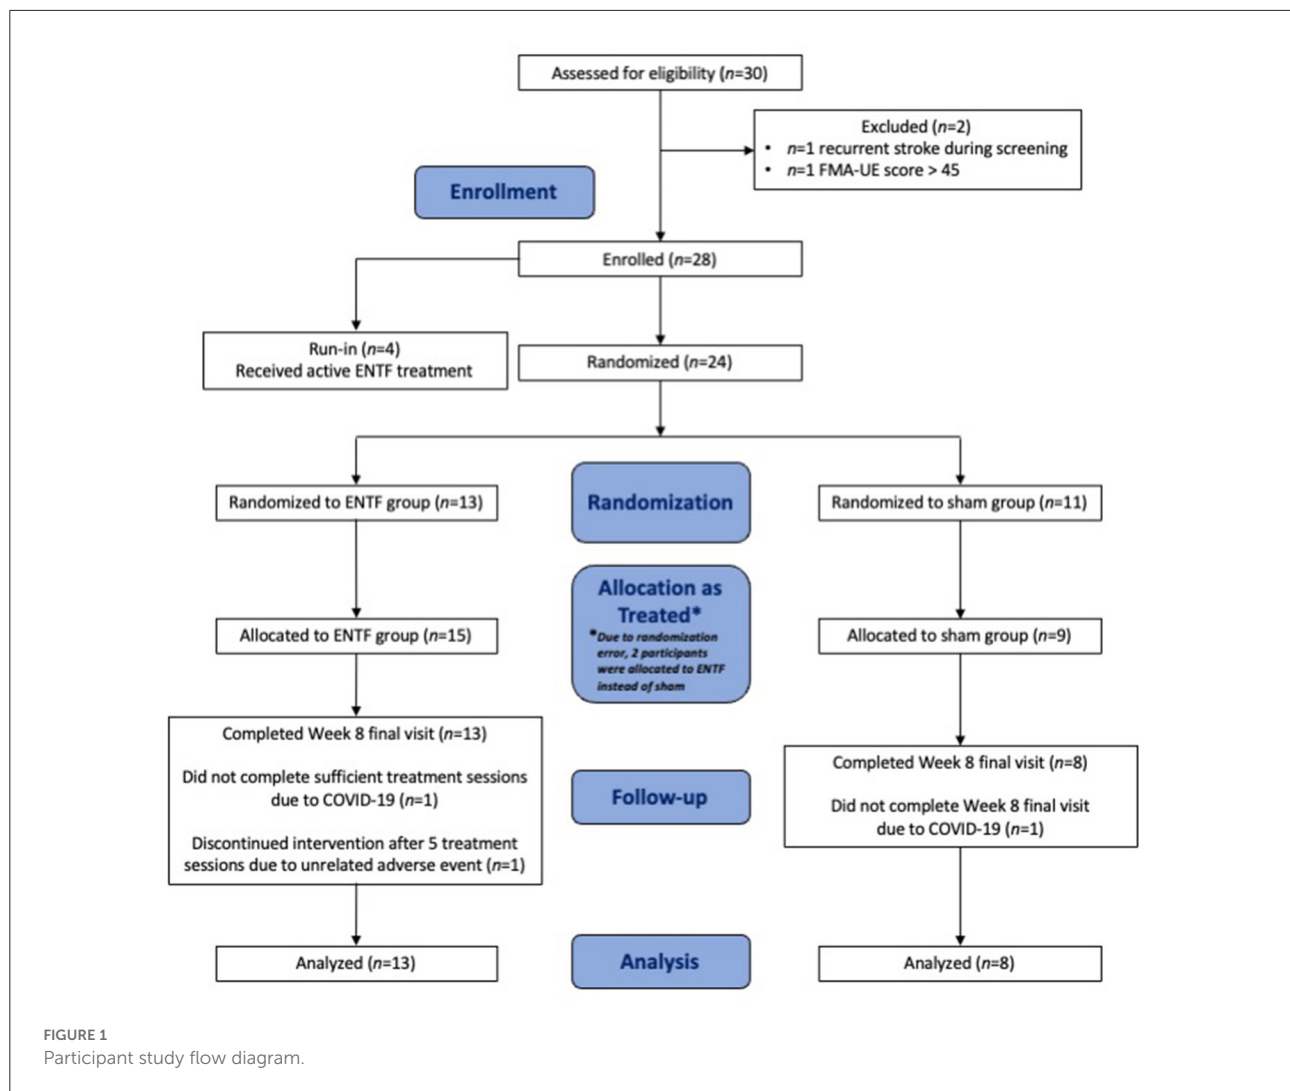 Assessed for eligibility (n=30)
Excluded (n=2)
• n=1 recurrent stroke during screening
• n=1 FMA-UE score > 45
Enrollment
Enrolled (n=28)
Run-in (n=4)
Received active ENTF treatment
Randomized (n=24)
Randomized to ENTF group (n=13)
Randomization
Randomized to sham group (n=11)
Allocation as
Treated*
*Due to randomization
error, 2 participants
were allocated to ENTF
instead of sham
Allocated to ENTF group (n=15)
Allocated to sham group (n=9)
Completed Week 8 final visit (n=13)
Did not complete sufficient treatment sessions
due to COVID-19 (n=1)
Discontinued intervention after 5 treatment
sessions due to unrelated adverse event (n=1)
Follow-up
Completed Week 8 final visit (n=8)
Did not complete Week 8 final visit
due to COVID-19 (n=1)
Analyzed (n=13)
Analysis
Analyzed (n=8)
FIGURE 1
Participant study flow diagram.